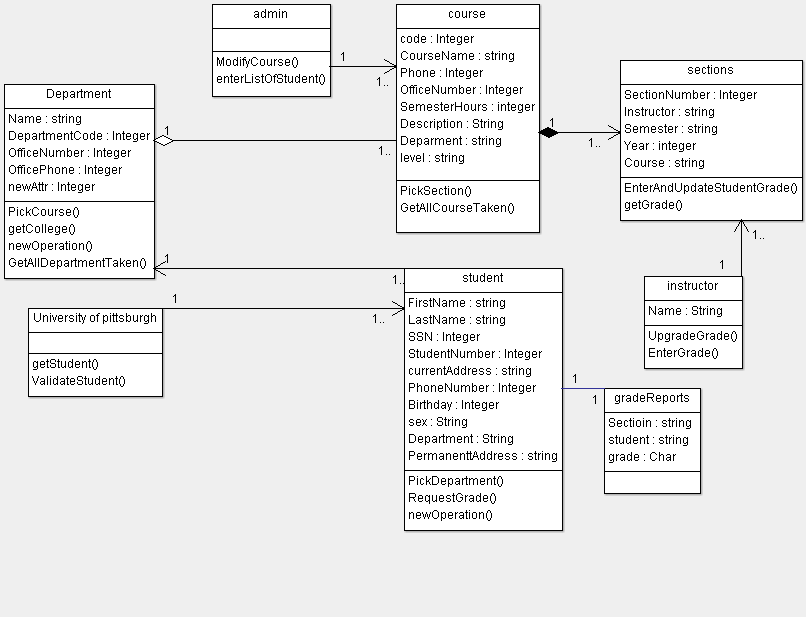 admin
ModifyCourse()
enterListOfStudent()
1
1..
course
code : Integer
CourseName : string
Phone : Integer
OfficeNumber : Integer
SemesterHours : integer
Description : String
Deparment : string
level : string
PickSection()
GetAllCourseTaken()
1
1..
sections
SectionNumber : Integer
Instructor : string
Semester : string
Year : integer
Course : string
EnterAndUpdateStudentGrade()
getGrade()
1..
1
Department
Name : string
DepartmentCode : Integer
OfficeNumber : Integer
OfficePhone : Integer
newAttr : Integer
PickCourse()
getCollege()
newOperation()
GetAllDepartmentTaken()
1
1..
1
1..
instructor
Name : String
UpgradeGrade()
EnterGrade()
University of pittsburgh
getStudent()
ValidateStudent()
1
1..
student
FirstName : string
LastName : string
SSN : Integer
StudentNumber : Integer
currentAddress : string
PhoneNumber : Integer
Birthday : Integer
sex : String
Department : String
PermanenttAddress : string
PickDepartment()
RequestGrade()
newOperation()
1
1
gradeReports
Sectioin : string
student : string
grade : Char